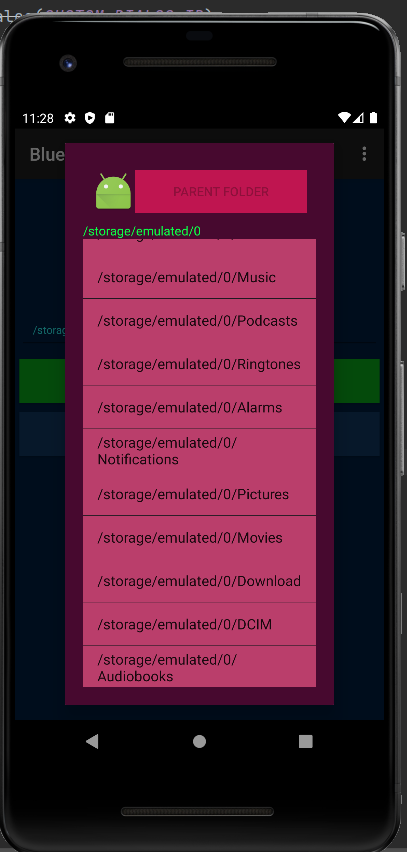 11:28
Blue
PARENT FOLDER
/storage/emulated/0
/storage/emulated/0/Music
/storage/emulated/0/Podcasts
/storage/emulated/0/Ringtones
/storage/emulated/0/Alarms
/storage/emulated/0/
Notifications
/storage/emulated/0/Pictures
/storage/emulated/0/Movies
/storage/emulated/0/Download
/storage/emulated/0/DCIM
/storage/emulated/0/
Audiobooks